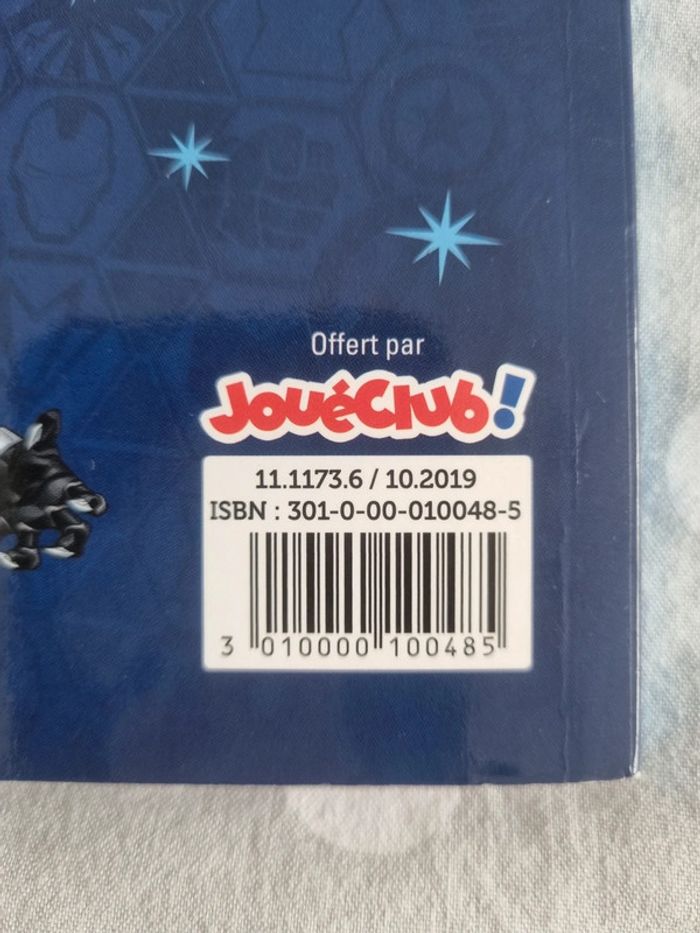 Offert par
JouéClub!
11.1173.6 / 10.2019
ISBN : 301-0-00-010048-5
3 010000 100485